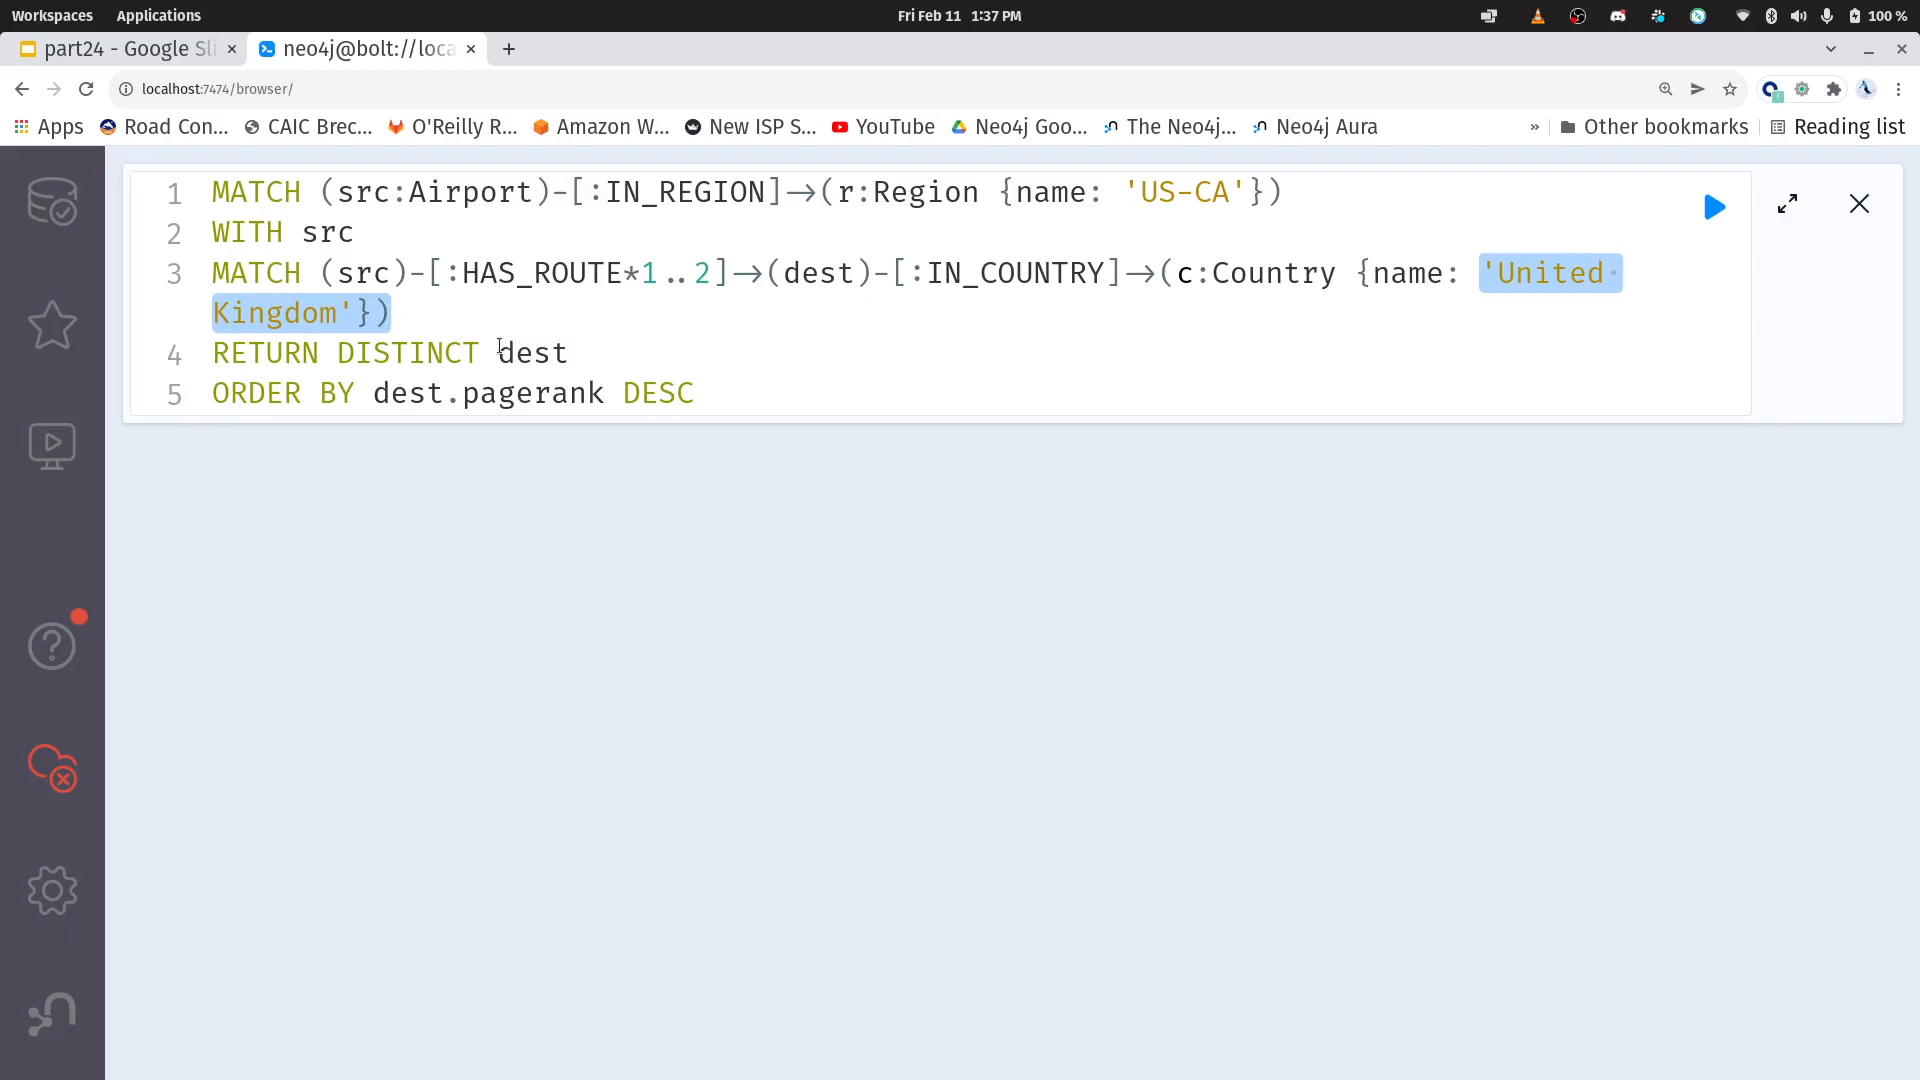 Workspaces Applications Fri Feb 11 1:37 PM 100 %
part24 - Google Sli neo4j@bolt://loca
localhost:7474/browser/
Apps Road Con... CAIC Brec... O'Reilly R... Amazon W... New ISP S... YouTube Neo4j Goo... The Neo4j... Neo4j Aura » Other bookmarks Reading list
1 MATCH (src:Airport)-[:IN_REGION]->(r:Region {name: 'US-CA'})
2 WITH src
3 MATCH (src)-[:HAS_ROUTE*1..2]->(dest)-[:IN_COUNTRY]->(c:Country {name: 'United
Kingdom'})
4 RETURN DISTINCT dest
5 ORDER BY dest.pagerank DESC